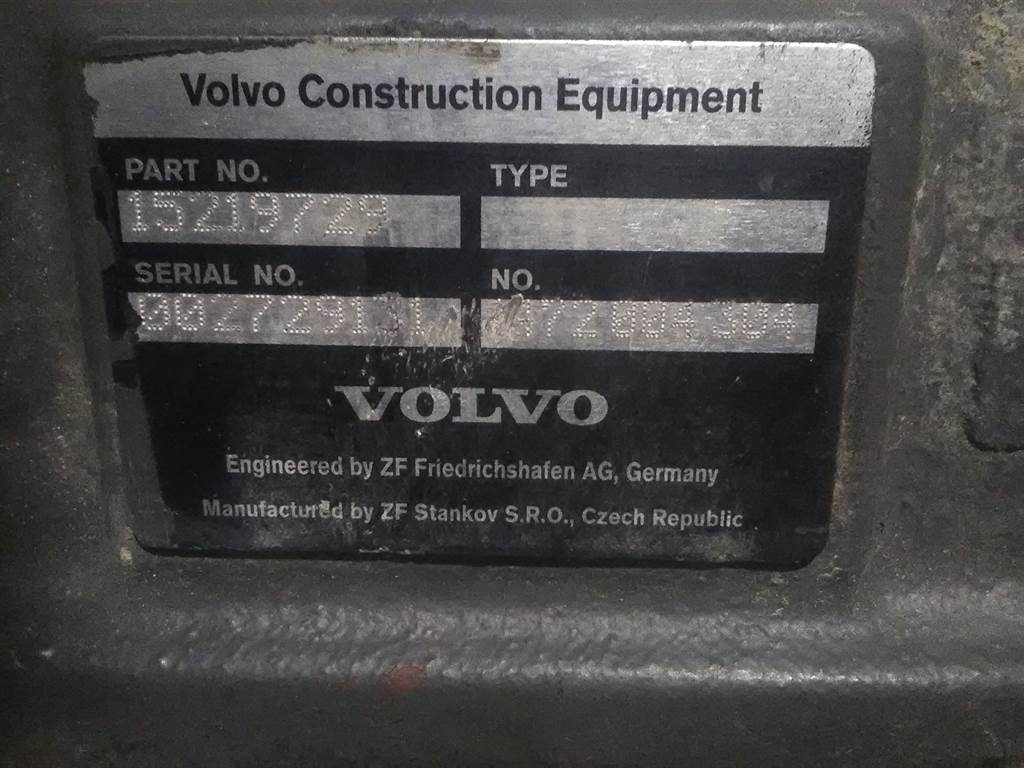 Volvo Construction Equipment
PART NO.
TYPE
15219729
SERIAL NO.
NO.
VOLVO
Engineered by ZF Friedrichshafen AG, Germany
Manufactured by ZF Stankov S.R.O., Czech Republic